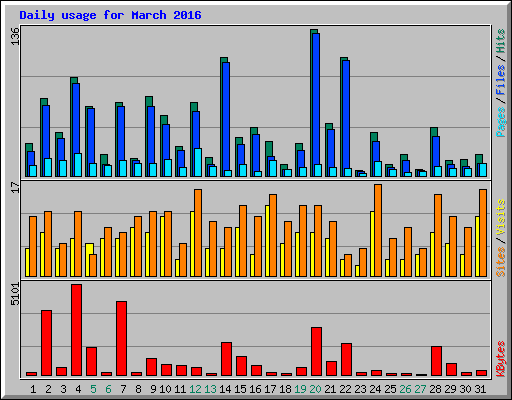 Daily usage for March 2016
136
Pages/Files/Hits
17
Sites/Visits
5101
KBytes
1 2 3 4 5 6 7 8 9 10 11 12 13 14 15 16 17 18 19 20 21 22 23 24 25 26 27 28 29 30 31